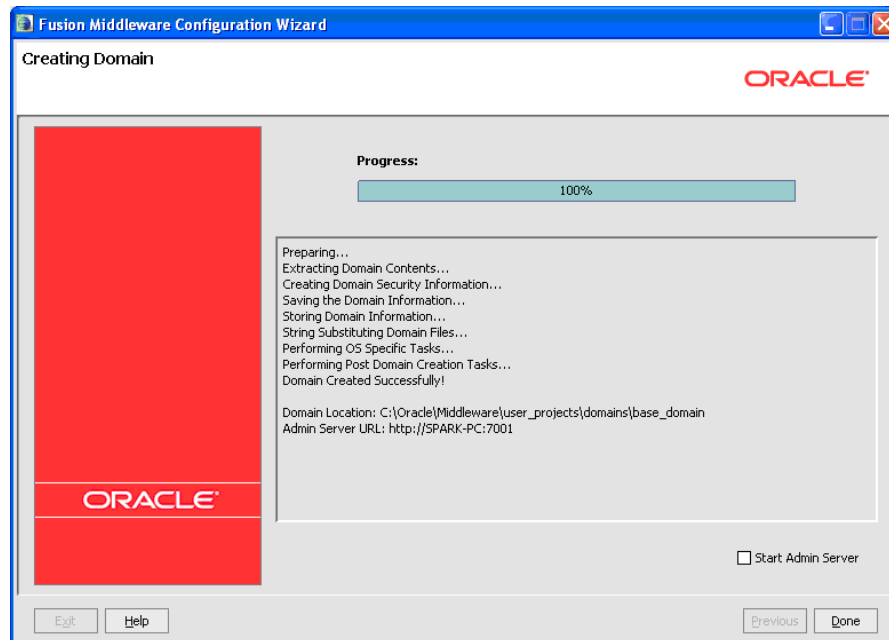 Fusion Middleware Configuration Wizard
Creating Domain
ORACLE
Progress:
100%
Preparing...
Extracting Domain Contents...
Creating Domain Security Information...
Saving the Domain Information...
Storing Domain Information...
String Substituting Domain Files...
Performing OS Specific Tasks...
Performing Post Domain Creation Tasks...
Domain Created Successfully!
Domain Location: C:\Oracle\Middleware\user_projects\domains\base_domain
Admin Server URL: http://SPARK-PC:7001
ORACLE
Start Admin Server
Exit Help Previous Done